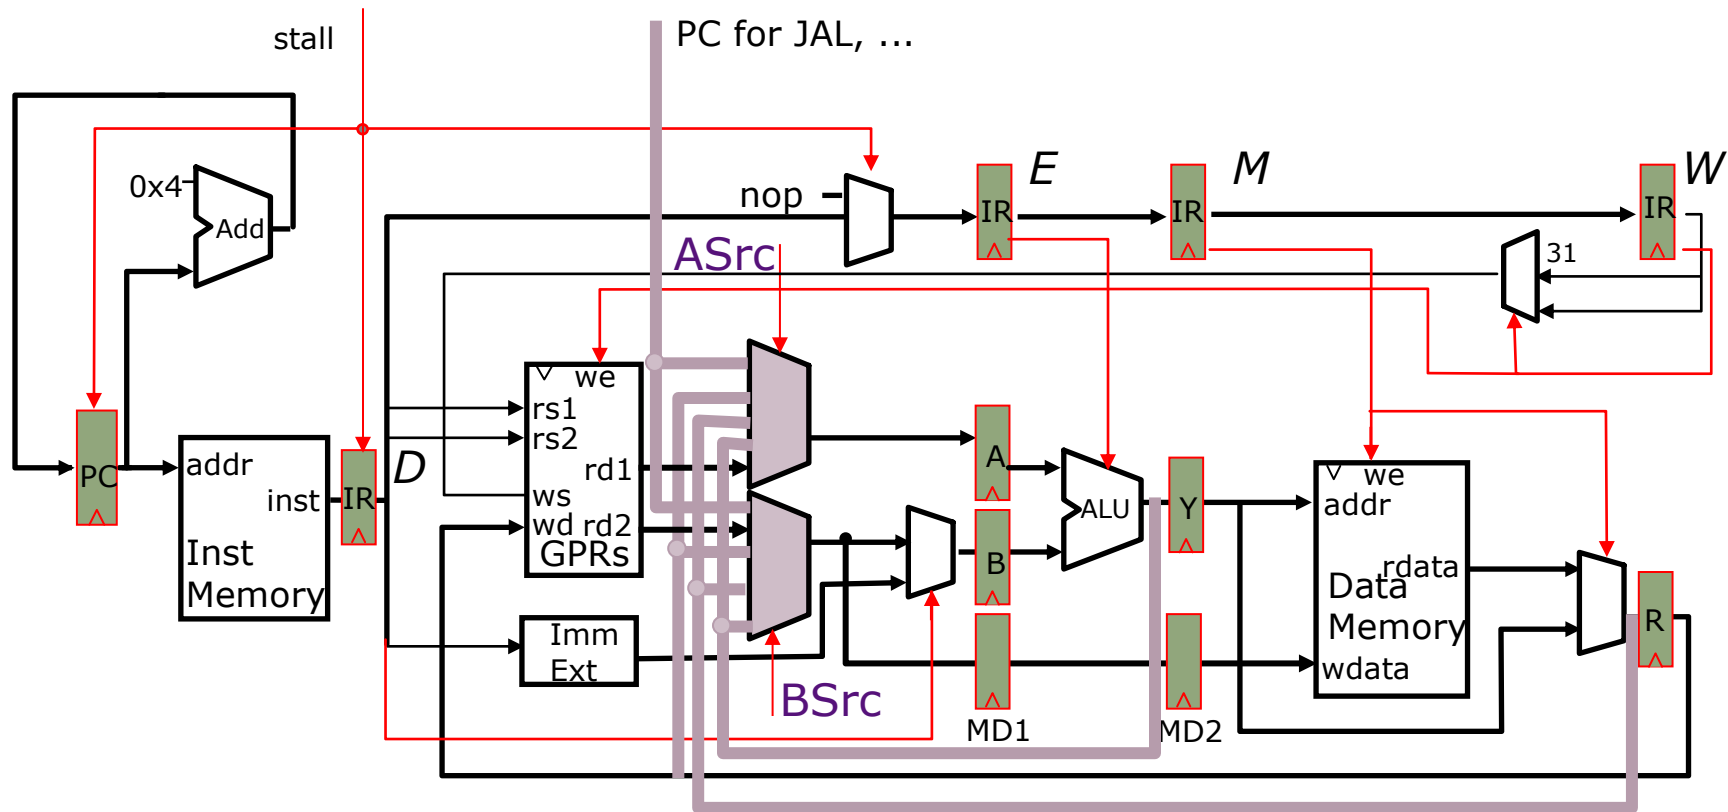 stall
PC for JAL, ...
E
M
W
0x4
Add
nop
IR
IR
IR
ASrc
31
we
rs1
rs2
rd1
ws
wd rd2
GPRs
PC
addr
inst
Inst
Memory
IR
D
A
B
ALU
Y
we
addr
rdata
Data
Memory
wdata
R
Imm
Ext
BSrc
MD1
MD2